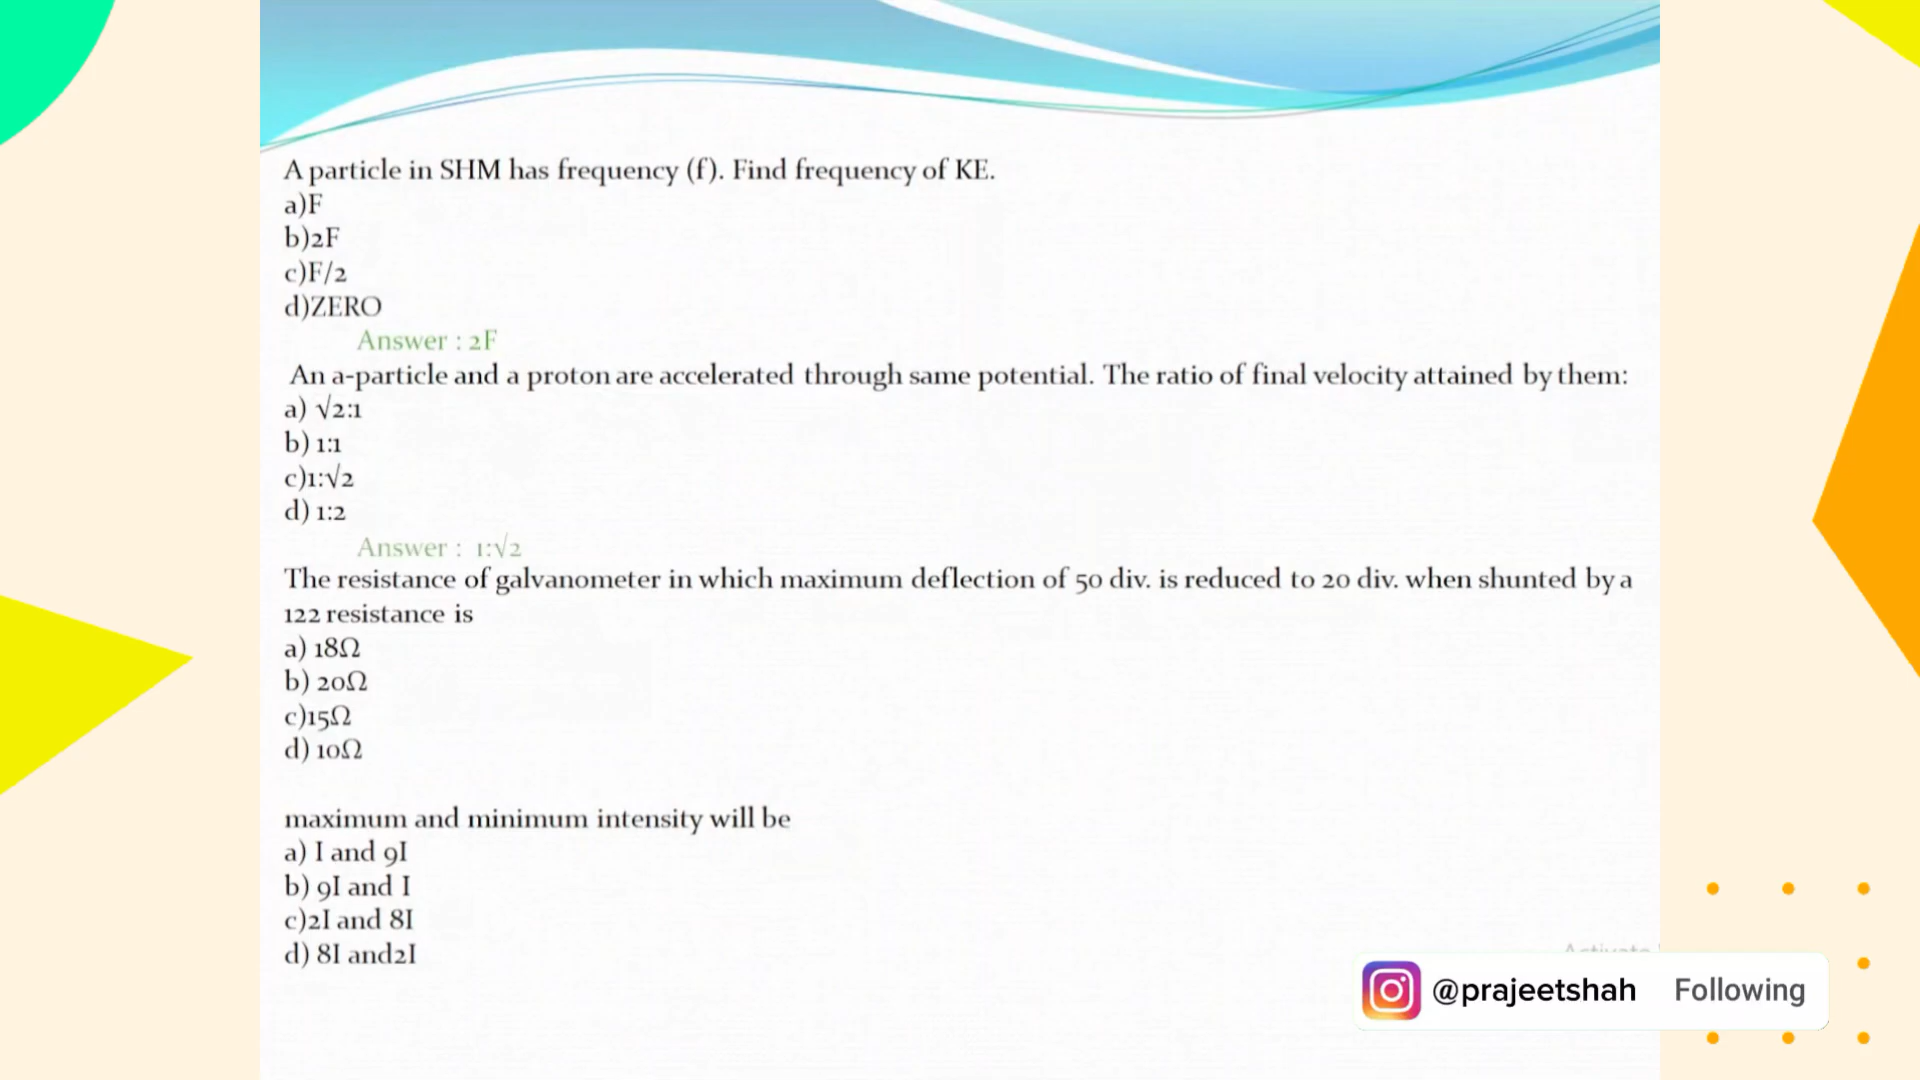 A particle in SHM has frequency (f). Find frequency of KE.
a)F
b)2F
c)F/2
d)ZERO
Answer : 2F
An a-particle and a proton are accelerated through same potential. The ratio of final velocity attained by them:
a) √2:1
b) 1:1
c)1:√2
d) 1:2
Answer : 1:√2
The resistance of galvanometer in which maximum deflection of 50 div. is reduced to 20 div. when shunted by a
122 resistance is
a) 18Ω
b) 20Ω
c)15Ω
d) 10Ω
maximum and minimum intensity will be
a) I and 9I
b) 9I and I
c)2I and 8I
d) 8I and2I
@prajeetshah Following